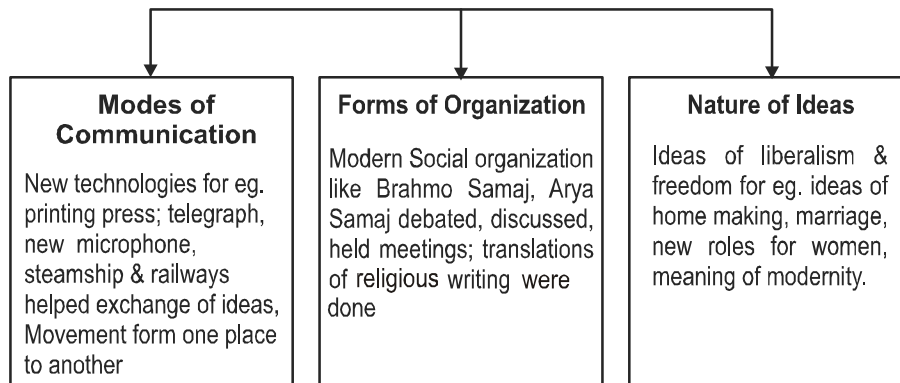 Modes of
Communication
New technologies for eg.
printing press; telegraph,
new microphone,
steamship & railways
helped exchange of ideas,
Movement form one place
to another
Forms of Organization
Modern Social organization
like Brahmo Samaj, Arya
Samaj debated, discussed,
held meetings; translations
of religious writing were
done
Nature of Ideas
Ideas of liberalism &
freedom for eg. ideas of
home making, marriage,
new roles for women,
meaning of modernity.